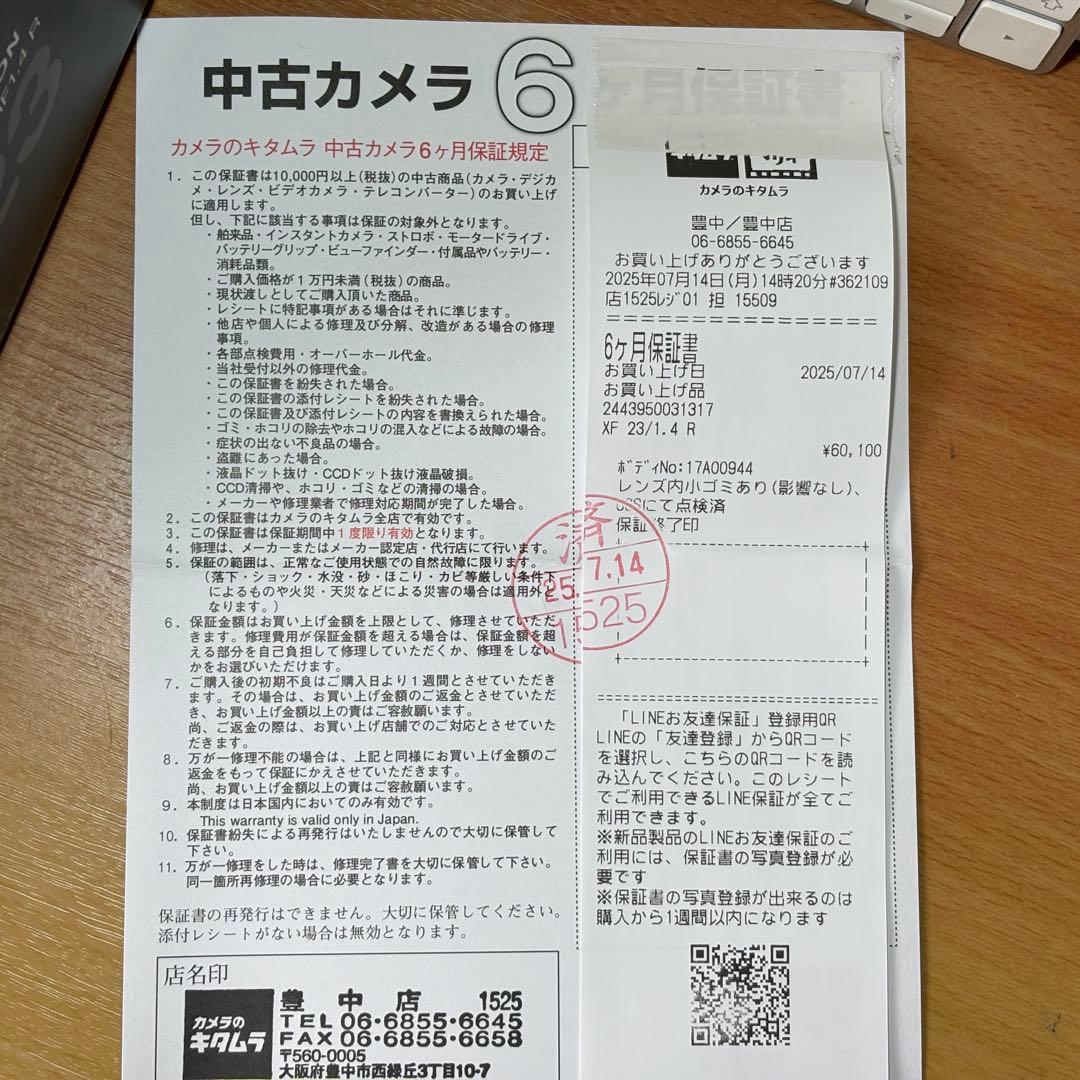 中古カメラ 6ヶ月保証書
カメラのキタムラ 中古カメラ6ヶ月保証規定
1. この保証書は10,000円以上(税抜)の中古商品(カメラ・デジカ
メ・レンズ・ビデオカメラ・テレコンバーター)のお買い上げ
に適用します。
但し、下記に該当する事項は保証の対象外となります。
・舶来品・インスタントカメラ・ストロボ・モータードライブ・
バッテリーグリップ・ビューファインダー・付属品やバッテリー・
消耗品類。
・ご購入価格が1万円未満(税抜)の商品。
・現状渡しとしてご購入頂いた商品。
・レシートに特記事項がある場合はそれに準じます。
・他店や個人による修理及び分解、改造がある場合の修理
事項。
・各部点検費用・オーバーホール代金。
・当社受付以外の修理代金。
・この保証書を紛失された場合。
・この保証書の添付レシートを紛失された場合。
・この保証書及び添付レシートの内容を書換えられた場合。
・ゴミ・ホコリの除去やホコリの混入などによる故障の場合。
・症状の出ない不良品の場合。
・盗難にあった場合。
・液晶ドット抜け・CCDドット抜け液晶破損。
・CCD清掃や、ホコリ・ゴミなどの清掃の場合。
・メーカーや修理業者で修理対応期間が完了した場合。
2. この保証書はカメラのキタムラ全店で有効です。
3. この保証書は保証期間中1度限り有効となります。
4. 修理は、メーカーまたはメーカー認定店・代行店にて行います。
5. 保証の範囲は、正常なご使用状態での自然故障に限ります。
(落下・ショック・水没・砂・ほこり・カビ等厳しい条件下
によるものや火災・天災などによる災害の場合は適用外と
なります。)
6. 保証金額はお買い上げ金額を上限として、修理させていただ
きます。修理費用が保証金額を超える場合は、保証金額を超
える部分を自己負担して修理していただくか、修理をしない
かをお選びいただけます。
7. ご購入後の初期不良はご購入日より1週間とさせていただき
ます。その場合は、お買い上げ金額のご返金とさせていただ
き、お買い上げ金額以上の責はご容赦願います。
尚、ご返金の際は、お買い上げ店舗でのご対応とさせていた
だきます。
8. 万が一修理不能の場合は、上記と同様にお買い上げ金額のご
返金をもって保証にかえさせていただきます。
尚、お買い上げ金額以上の責はご容赦願います。
9. 本制度は日本国内においてのみ有効です。
This warranty is valid only in Japan.
10. 保証書紛失による再発行はいたしませんので大切に保管して
下さい。
11. 万が一修理をした時は、修理完了書を大切に保管して下さい。
同一箇所再修理の場合に必要となります。
保証書の再発行はできません。大切に保管してください。
添付レシートがない場合は無効となります。
店名印
カメラの
キタムラ
豊中店 1525
TEL 06・6855・6645
FAX 06・6855・6658
〒560-0005
大阪府豊中市西緑丘3丁目10-7
カメラのキタムラ
豊中/豊中店
06-6855-6645
お買い上げありがとうございます
2025年07月14日(月)14時20分#362109
店1525レジ01 担 15509
6ヶ月保証書
お買い上げ日 2025/07/14
お買い上げ品
2443950031317
XF 23/1.4 R
¥60,100
ボディNo:17A00944
レンズ内小ゴミあり(影響なし)、
にて点検済
保証終了印
済
25.7.14
1525
「LINEお友達保証」登録用QR
LINEの「友達登録」からQRコード
を選択し、こちらのQRコードを読
み込んでください。このレシート
でご利用できるLINE保証が全てご
利用できます。
※新品製品のLINEお友達保証のご
利用には、保証書の写真登録が必
要です
※保証書の写真登録が出来るのは
購入から1週間以内になります